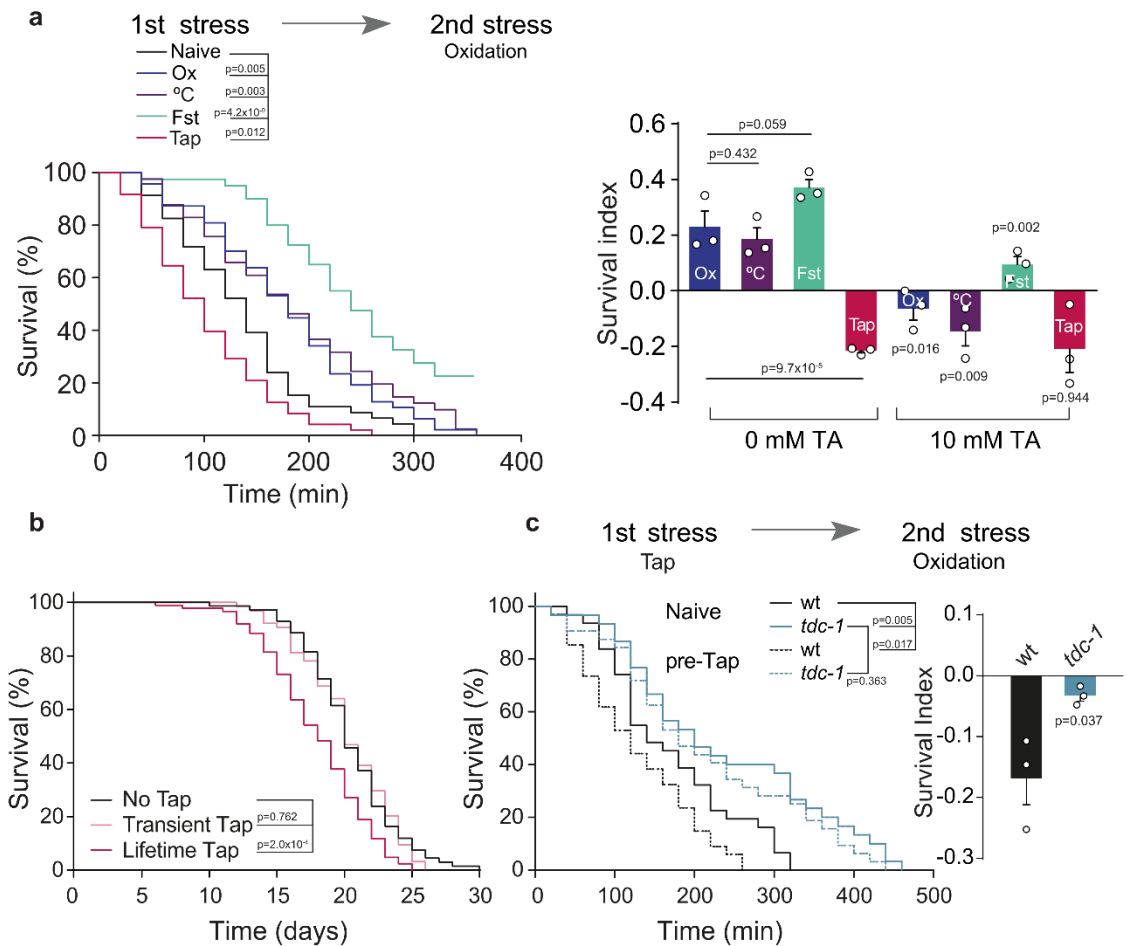 a
1st stress
2nd stress
Oxidation
Naive
Ox
p=0.005
ºC
p=0.003
Fst
Tap
p=0.012
Survival (%)
100
80
60
40
20
0
0
100
200
300
400
Time (min)
Survival index
0.6
0.4
0.2
0.0
-0.2
-0.4
p=0.059
p=0.432
Ox
ºC
Fst
Tap
p=9.7x10⁻⁵
Ox
p=0.016
ºC
p=0.009
p=0.002
Fst
Tap
p=0.944
0 mM TA
10 mM TA
b
Survival (%)
100
80
60
40
20
0
No Tap
Transient Tap
p=0.762
Lifetime Tap
0
10
15
20
25
30
Time (days)
c
1st stress
Tap
2nd stress
Oxidation
Survival (%)
100
80
60
40
20
0
Naive
wt
tdc-1
p=0.005
pre-Tap
wt
p=0.017
tdc-1
p=0.363
0
100
200
300
400
500
Time (min)
Survival Index
0.1
0.0
-0.1
-0.2
-0.3
wt
tdc-1
p=0.037